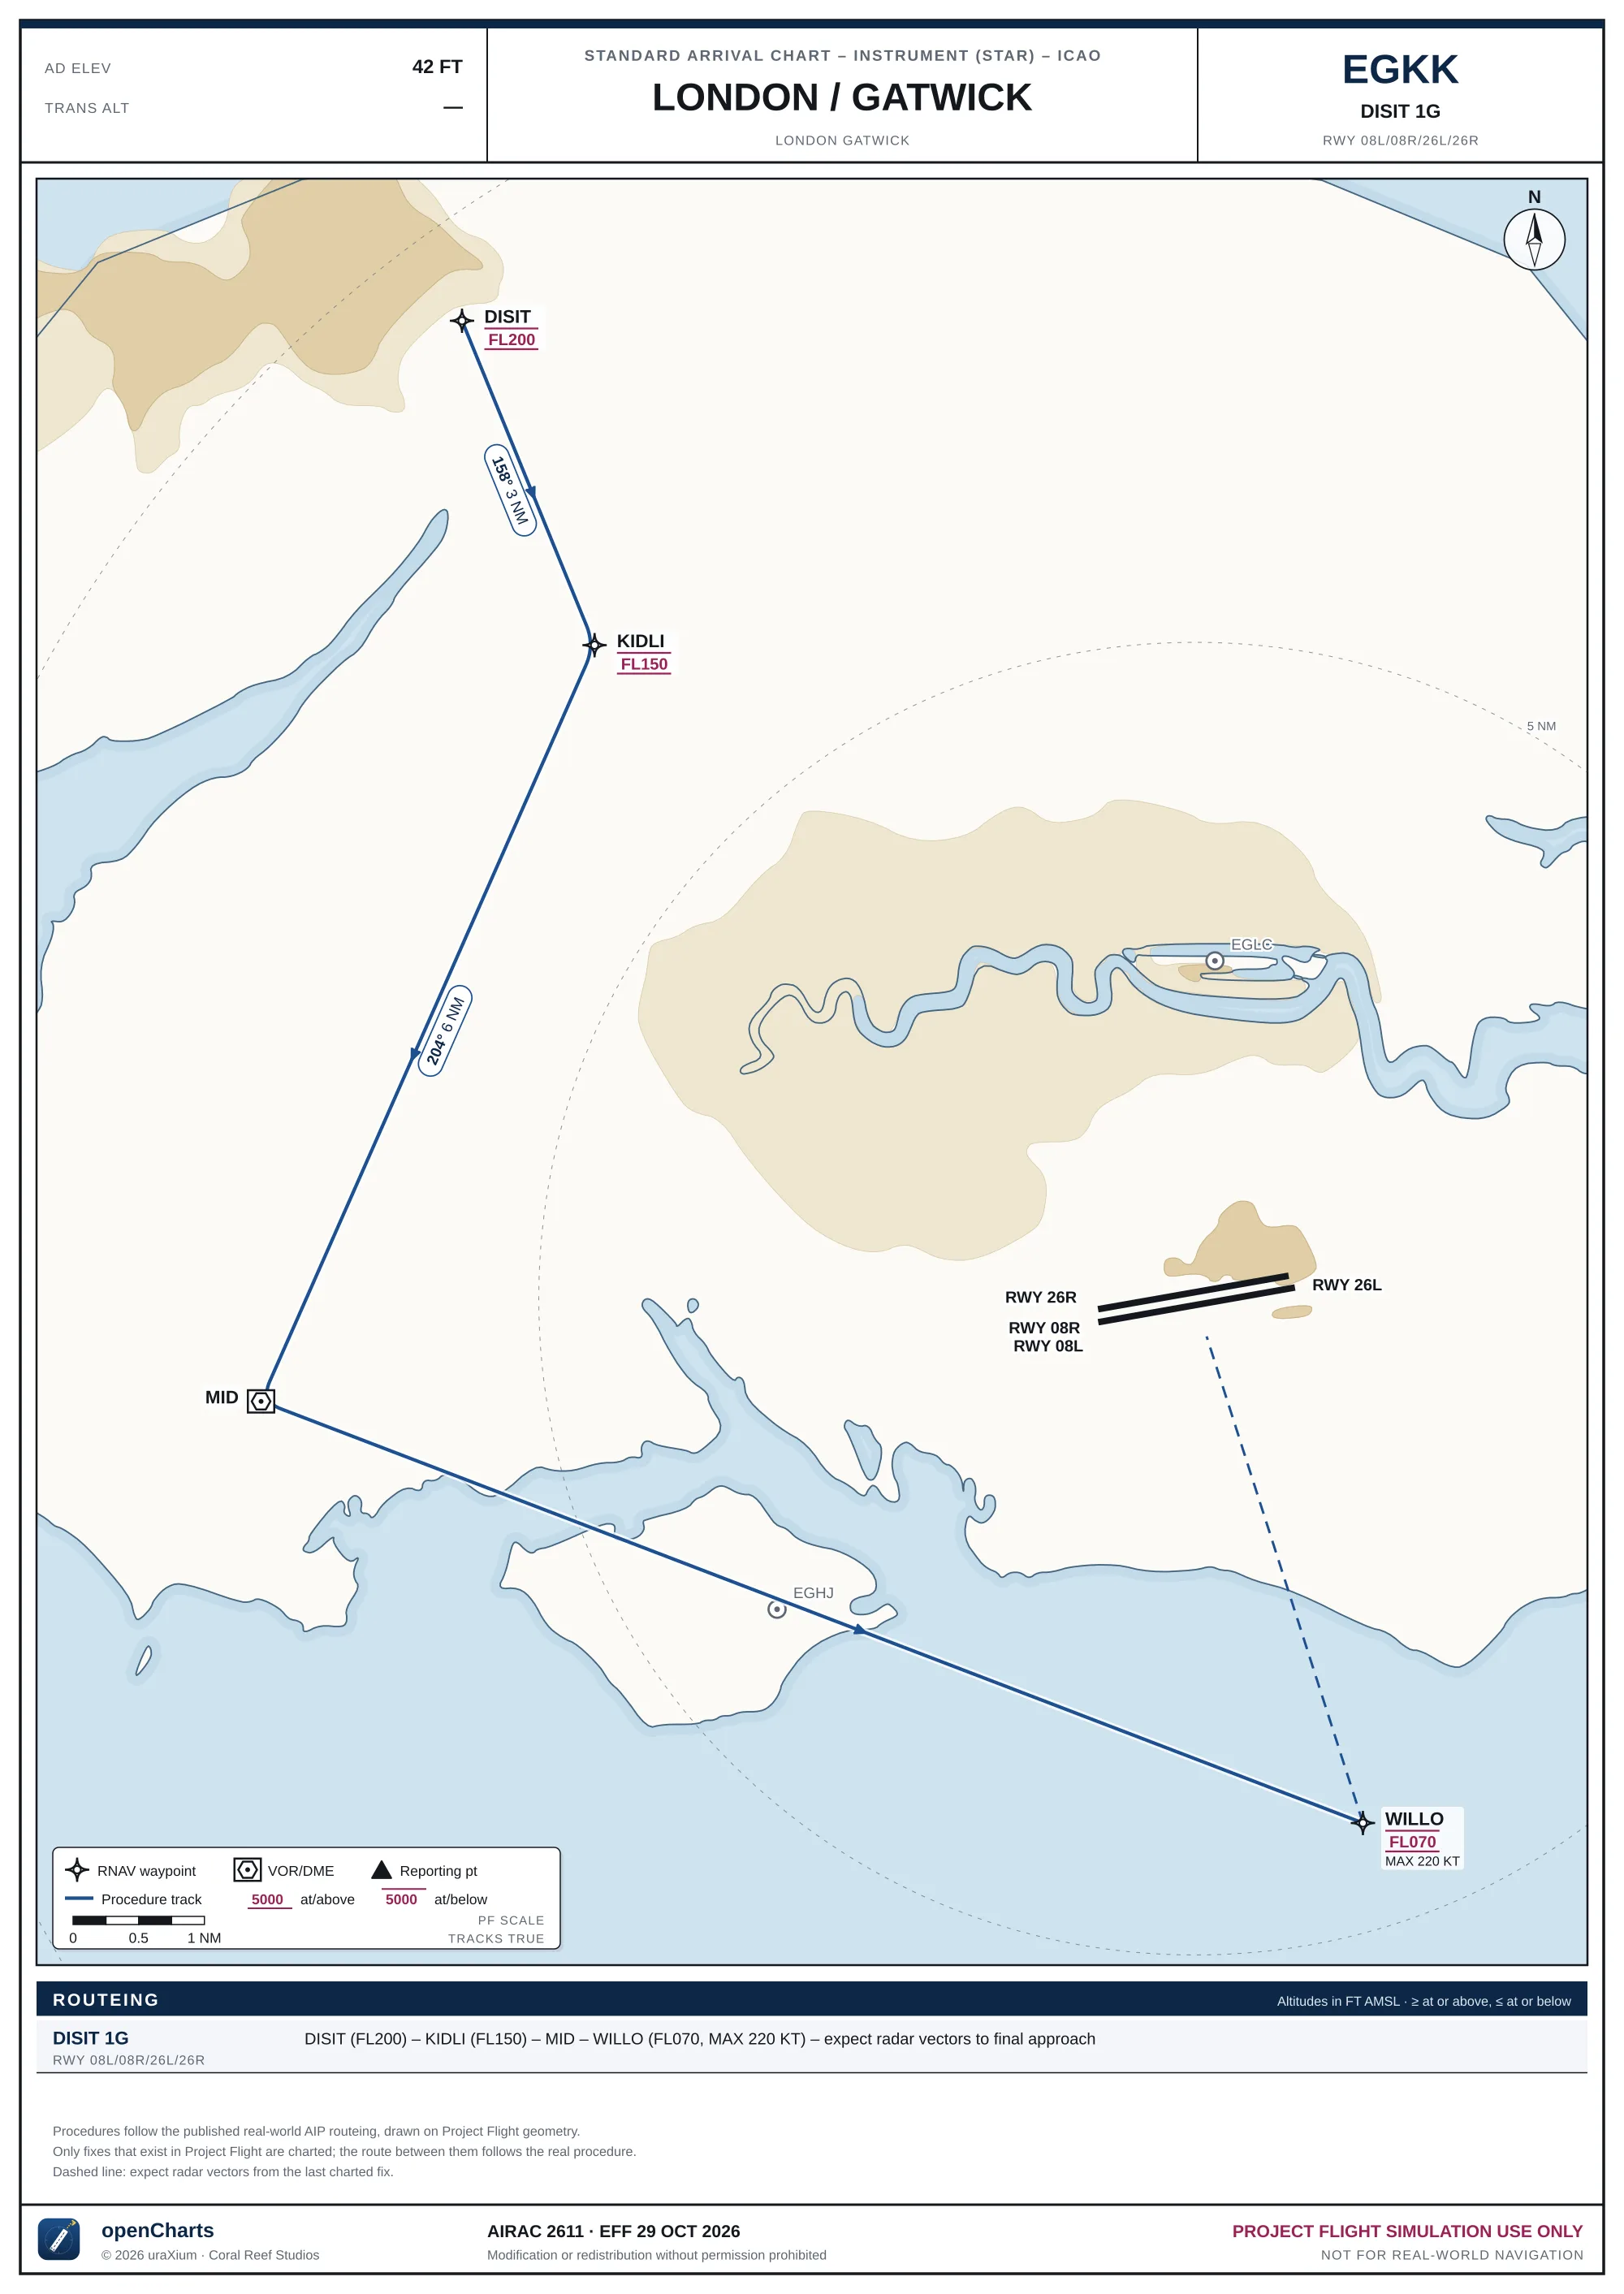 AD ELEV 42 FT
TRANS ALT —
STANDARD ARRIVAL CHART – INSTRUMENT (STAR) – ICAO
LONDON / GATWICK
LONDON GATWICK
EGKK
DISIT 1G
RWY 08L/08R/26L/26R
N
DISIT
FL200
158° 3 NM
KIDLI
FL150
5 NM
EGLC
204° 6 NM
RWY 26R
RWY 26L
RWY 08R
RWY 08L
MID
EGHJ
WILLO
FL070
MAX 220 KT
RNAV waypoint VOR/DME Reporting pt
Procedure track 5000 at/above 5000 at/below
PF SCALE
0 0.5 1 NM TRACKS TRUE
ROUTEING Altitudes in FT AMSL · ≥ at or above, ≤ at or below
DISIT 1G DISIT (FL200) – KIDLI (FL150) – MID – WILLO (FL070, MAX 220 KT) – expect radar vectors to final approach
RWY 08L/08R/26L/26R
Procedures follow the published real-world AIP routeing, drawn on Project Flight geometry.
Only fixes that exist in Project Flight are charted; the route between them follows the real procedure.
Dashed line: expect radar vectors from the last charted fix.
openCharts
© 2026 uraXium · Coral Reef Studios
AIRAC 2611 · EFF 29 OCT 2026
Modification or redistribution without permission prohibited
PROJECT FLIGHT SIMULATION USE ONLY
NOT FOR REAL-WORLD NAVIGATION